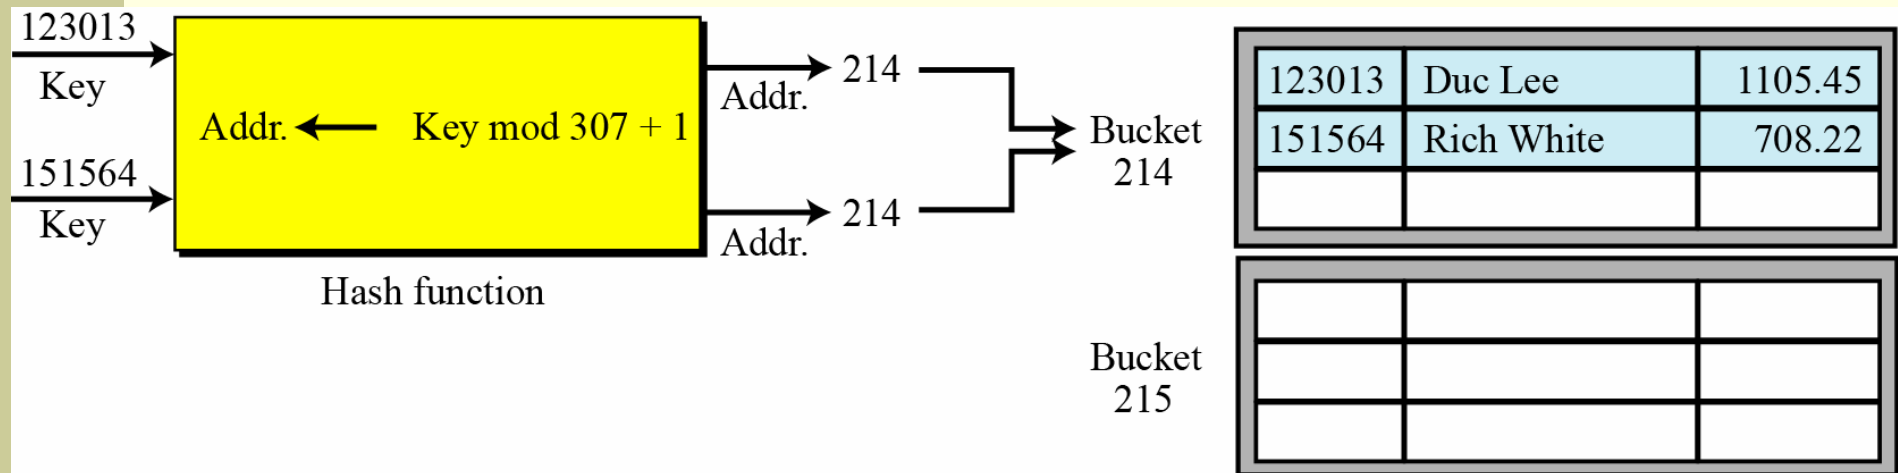 123013
Key
151564
Key
Addr. ← Key mod 307 + 1
Hash function
214
Addr.
214
Addr.
Bucket
214
123013 Duc Lee 1105.45
151564 Rich White 708.22
Bucket
215